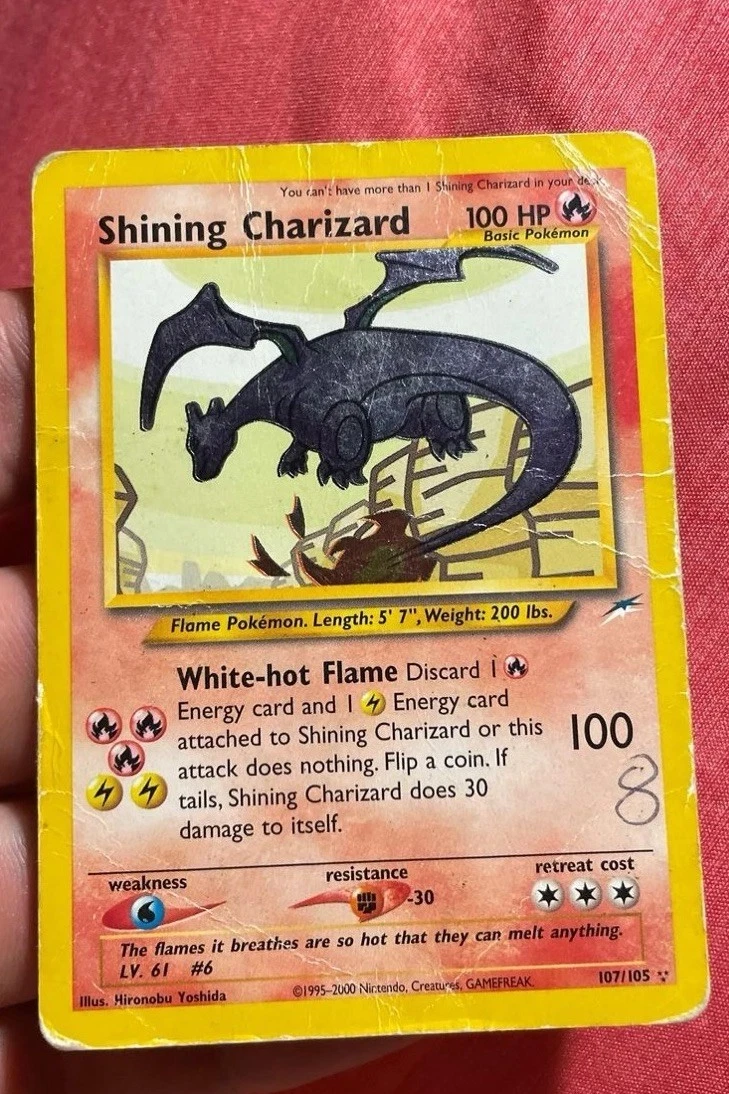 You can't have more than 1 Shining Charizard in your deck.
Shining Charizard 100 HP
Basic Pokémon
Flame Pokémon. Length: 5' 7", Weight: 200 lbs.
White-hot Flame Discard 1
Energy card and 1 Energy card
attached to Shining Charizard or this
attack does nothing. Flip a coin. If
tails, Shining Charizard does 30
damage to itself.
100
8
weakness resistance retreat cost
-30
The flames it breathes are so hot that they can melt anything.
LV. 61 #6
Illus. Hironobu Yoshida ©1995-2000 Nintendo, Creatures, GAMEFREAK. 107/105